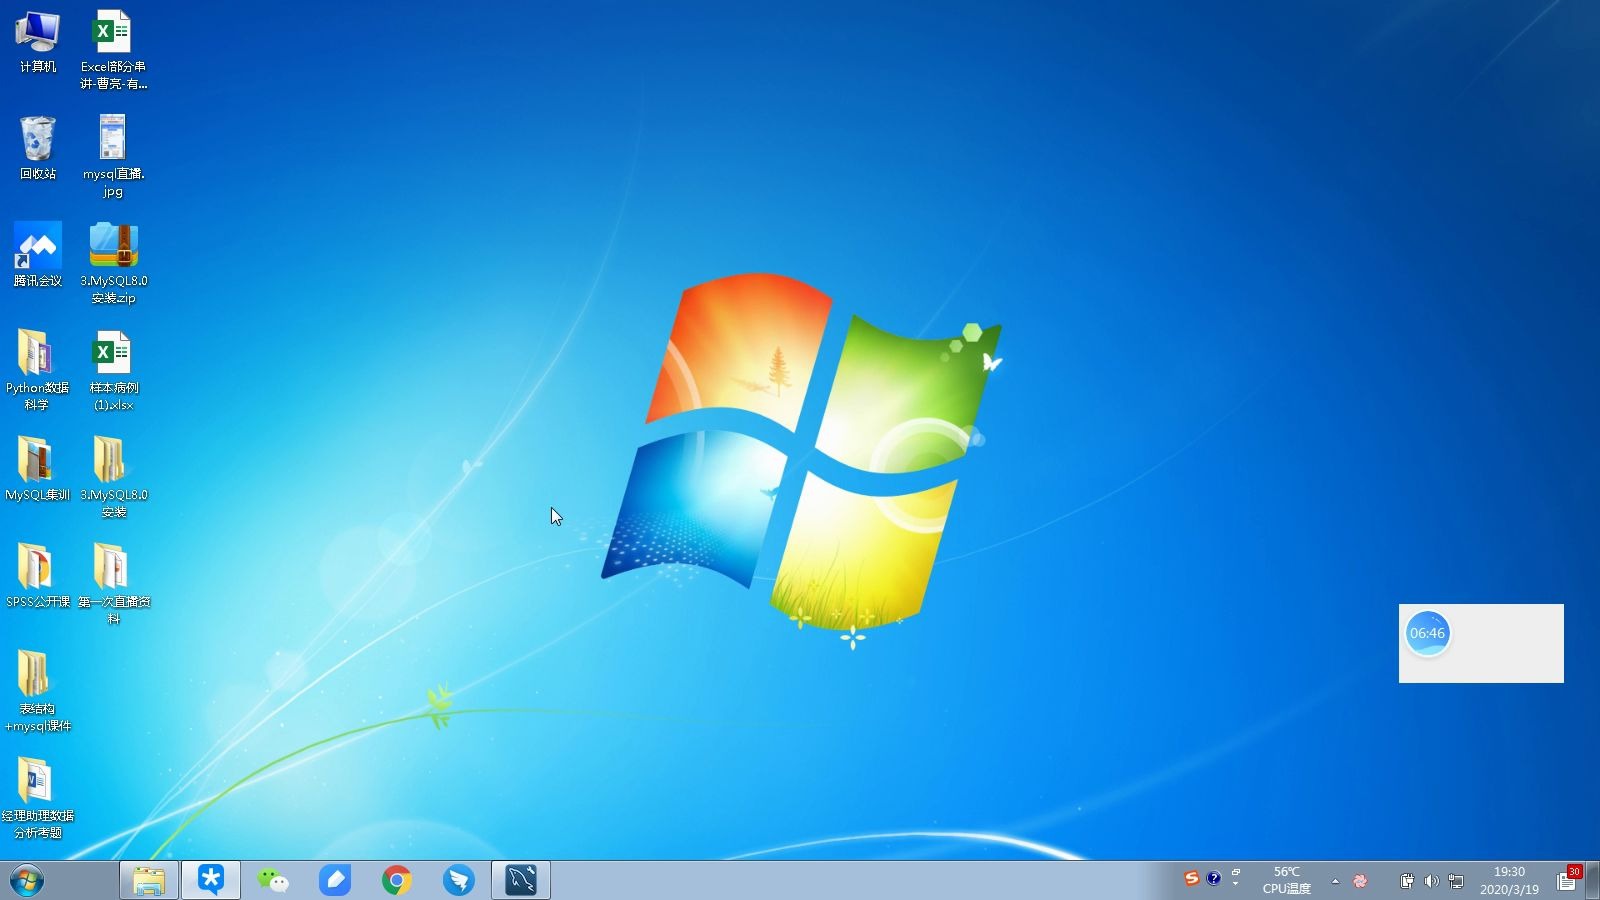 计算机
Excel部分串
讲-曹亮-有...
回收站
mysql直播.
jpg
腾讯会议
3.MySQL8.0
安装.zip
Python数据
科学
样本病例
(1).xlsx
MySQL集训
3.MySQL8.0
安装
SPSS公开课
第一次直播资
料
表结构
+mysql课件
经理助理数据
分析考题
06:46
56℃
CPU温度
19:30
2020/3/19
30